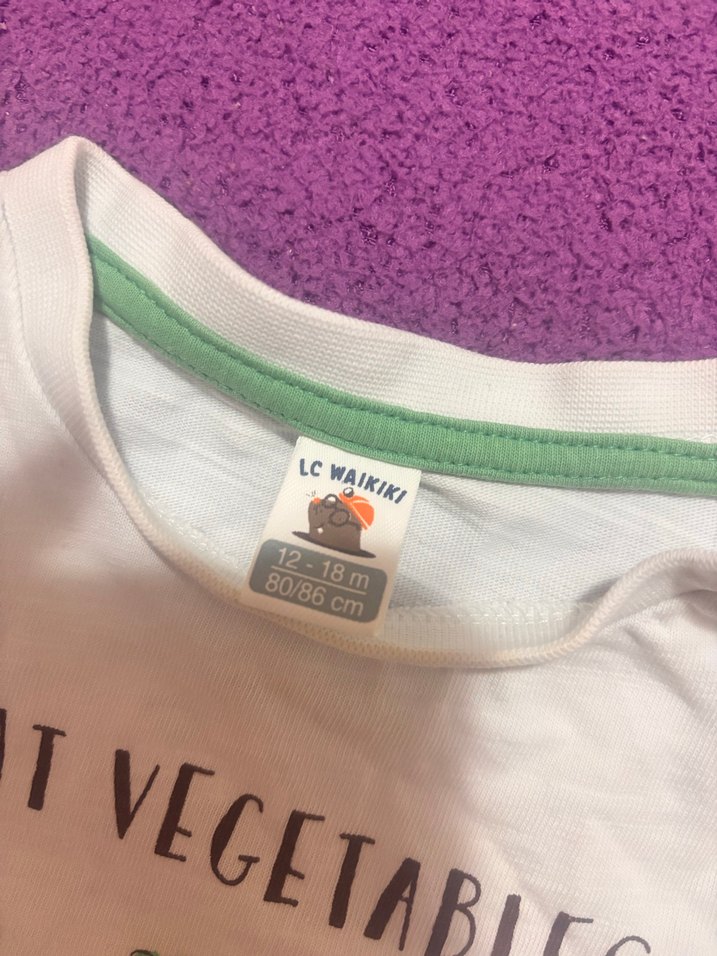 LC WAIKIKI
12 - 18 m
80/86 cm
VEGETABLES